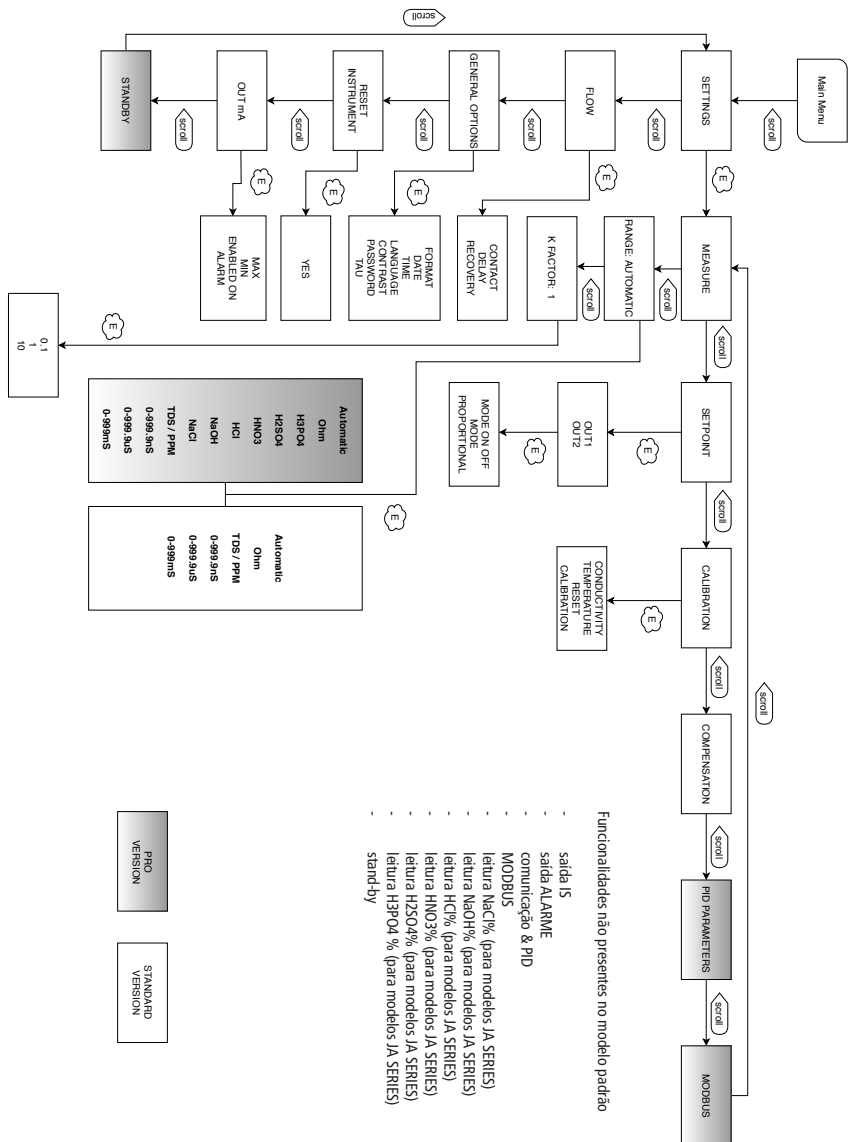 Main Menu
scroll
scroll
SETTINGS
E
MEASURE
scroll
SETPOINT
scroll
CALIBRATION
scroll
COMPENSATION
scroll
PID PARAMETERS
scroll
MODBUS
scroll
scroll
scroll
RANGE: AUTOMATIC
scroll
K FACTOR: 1
E
0.1
1
10
E
OUT1
OUT2
E
MODE ON OFF
MODE
PROPORTIONAL
E
CONDUCTIVITY
TEMPERATURE
RESET
CALIBRATION
FLOW
E
CONTACT
DELAY
RECOVERY
scroll
GENERAL OPTIONS
E
FORMAT
DATE
TIME
LANGUAGE
CONTRAST
PASSWORD
TAU
scroll
RESET
INSTRUMENT
E
YES
scroll
OUT mA
E
MAX
MIN
ENABLED ON
ALARM
scroll
STANDBY
E
Automatic
Ohm
H3PO4
H2SO4
HNO3
HCl
NaOH
NaCl
TDS / PPM
0-999.9nS
0-999.9uS
0-999mS
Automatic
Ohm
TDS / PPM
0-999.9nS
0-999.9uS
0-999mS
Funcionalidades não presentes no modelo padrão
- saída IS
- saída ALARME
- comunicação & PID
- MODBUS
- leitura NaCl% (para modelos JA SERIES)
- leitura NaOH% (para modelos JA SERIES)
- leitura HCl% (para modelos JA SERIES)
- leitura HNO3% (para modelos JA SERIES)
- leitura H2SO4% (para modelos JA SERIES)
- leitura H3PO4 % (para modelos JA SERIES)
- stand-by
PRO
VERSION
STANDARD
VERSION